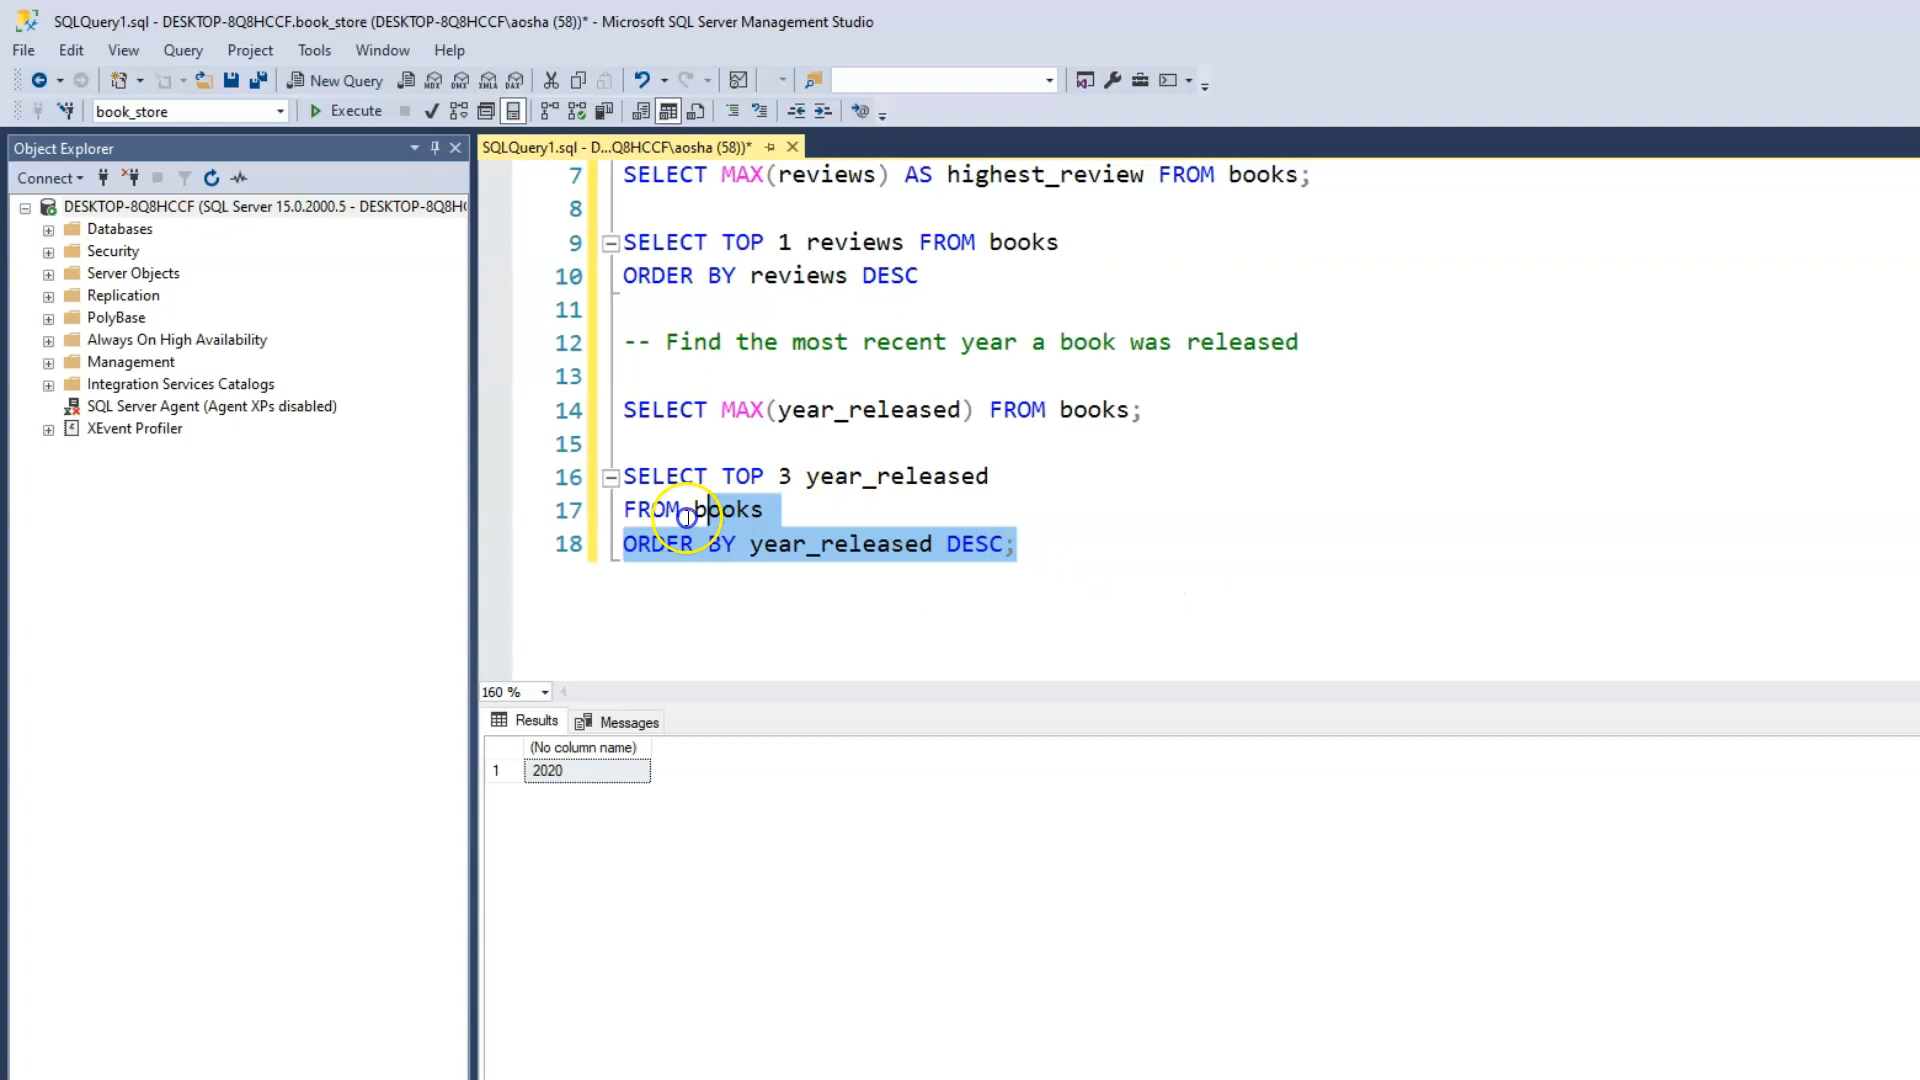 SQLQuery1.sql - DESKTOP-8Q8HCCF.book_store (DESKTOP-8Q8HCCF\aosha (58))* - Microsoft SQL Server Management Studio
File Edit View Query Project Tools Window Help
New Query MDX DMX XMLA DAX
book_store Execute
Object Explorer
SQLQuery1.sql - D...Q8HCCF\aosha (58))*
Connect
DESKTOP-8Q8HCCF (SQL Server 15.0.2000.5 - DESKTOP-8Q8H
Databases
Security
Server Objects
Replication
PolyBase
Always On High Availability
Management
Integration Services Catalogs
SQL Server Agent (Agent XPs disabled)
XEvent Profiler
7 SELECT MAX(reviews) AS highest_review FROM books;
8
9 SELECT TOP 1 reviews FROM books
10 ORDER BY reviews DESC
11
12 -- Find the most recent year a book was released
13
14 SELECT MAX(year_released) FROM books;
15
16 SELECT TOP 3 year_released
17 FROM books
18 ORDER BY year_released DESC;
160 %
Results Messages
(No column name)
1 2020